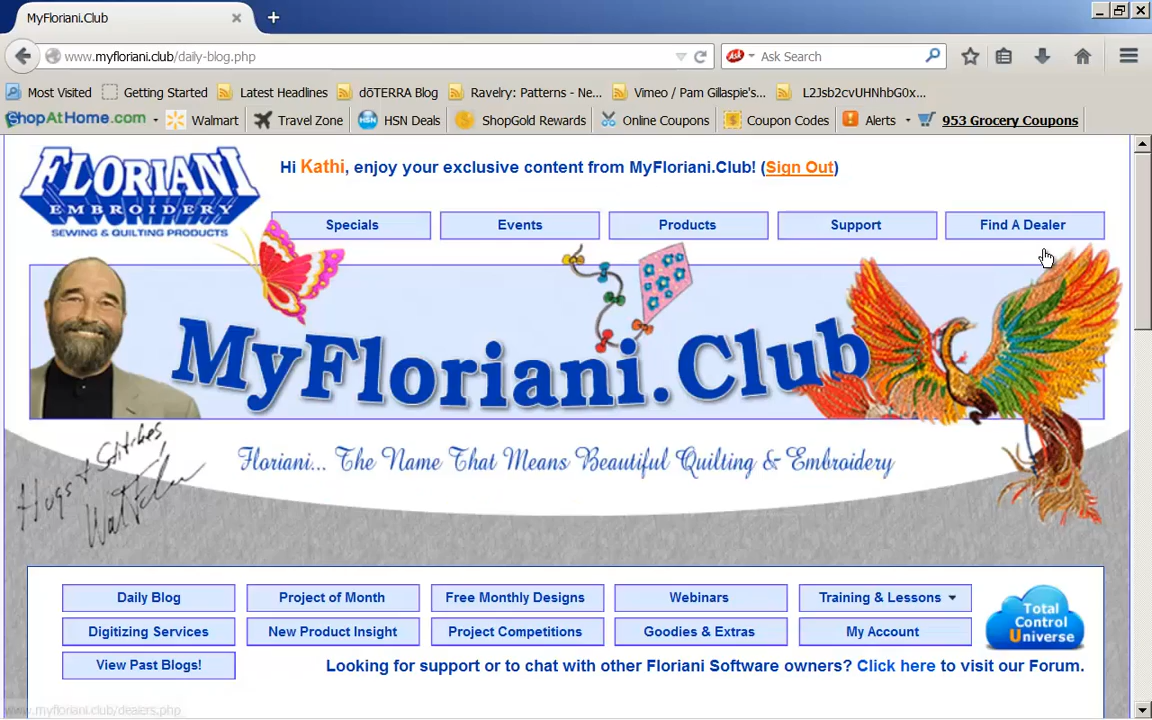 MyFloriani.Club
www.myfloriani.club/daily-blog.php
Ask
Ask Search
Most Visited
Getting Started
Latest Headlines
dōTERRA Blog
Ravelry: Patterns - Ne...
Vimeo / Pam Gillaspie's...
L2Jsb2cvUHNhbG0x...
ShopAtHome.com
Walmart
Travel Zone
HSN
HSN Deals
ShopGold Rewards
Online Coupons
Coupon Codes
Alerts
953 Grocery Coupons
FLORIANI
EMBROIDERY
SEWING & QUILTING PRODUCTS
Hi Kathi, enjoy your exclusive content from MyFloriani.Club! (Sign Out)
Specials
Events
Products
Support
Find A Dealer
MyFloriani.Club
Floriani... The Name That Means Beautiful Quilting & Embroidery
Hugs & Stitches
Daily Blog
Project of Month
Free Monthly Designs
Webinars
Training & Lessons
Total
Control
Universe
Digitizing Services
New Product Insight
Project Competitions
Goodies & Extras
My Account
View Past Blogs!
Looking for support or to chat with other Floriani Software owners? Click here to visit our Forum.
www.myfloriani.club/dealers.php